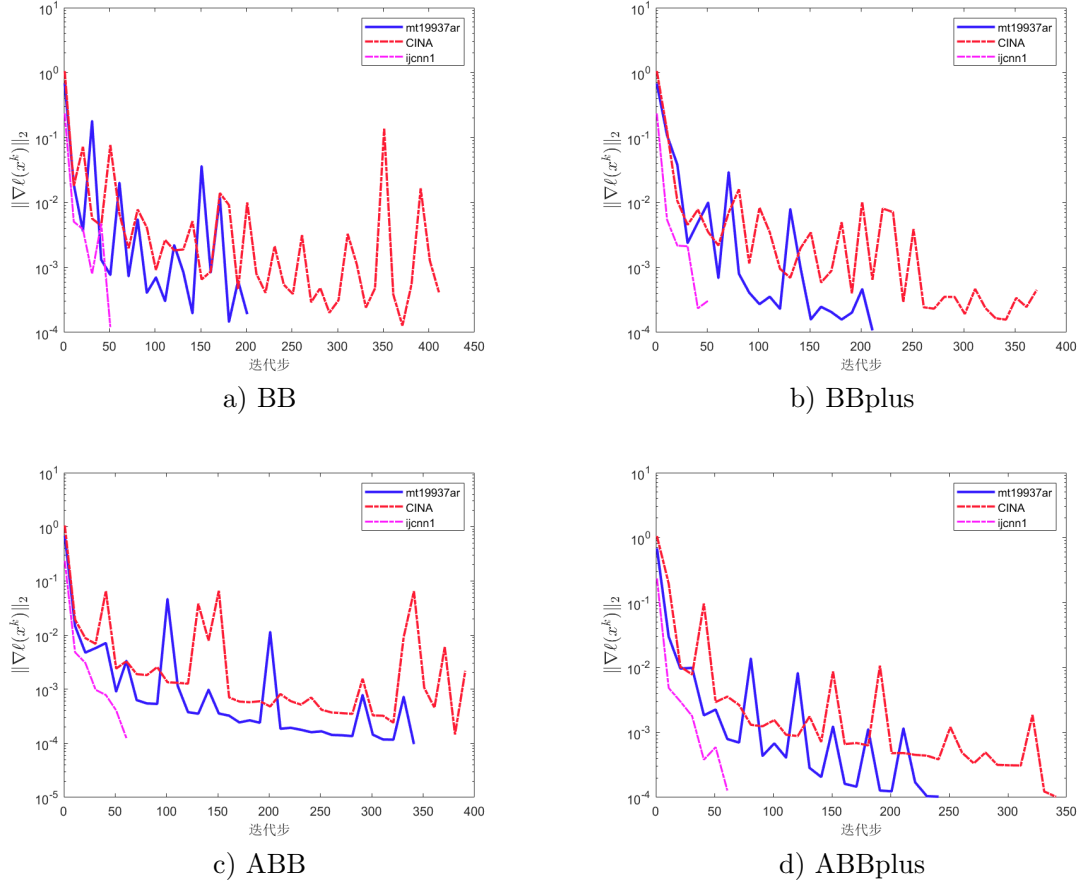 10^1
10^0
10^{-1}
10^{-2}
10^{-3}
10^{-4}
‖∇ℓ(x^k)‖_2
mt19937ar
CINA
ijcnn1
0 50 100 150 200 250 300 350 400 450
迭代步
a) BB
10^1
10^0
10^{-1}
10^{-2}
10^{-3}
10^{-4}
‖∇ℓ(x^k)‖_2
mt19937ar
CINA
ijcnn1
0 50 100 150 200 250 300 350 400
迭代步
b) BBplus
10^1
10^0
10^{-1}
10^{-2}
10^{-3}
10^{-4}
10^{-5}
‖∇ℓ(x^k)‖_2
mt19937ar
CINA
ijcnn1
0 50 100 150 200 250 300 350 400
迭代步
c) ABB
10^1
10^0
10^{-1}
10^{-2}
10^{-3}
10^{-4}
‖∇ℓ(x^k)‖_2
mt19937ar
CINA
ijcnn1
0 50 100 150 200 250 300 350
迭代步
d) ABBplus